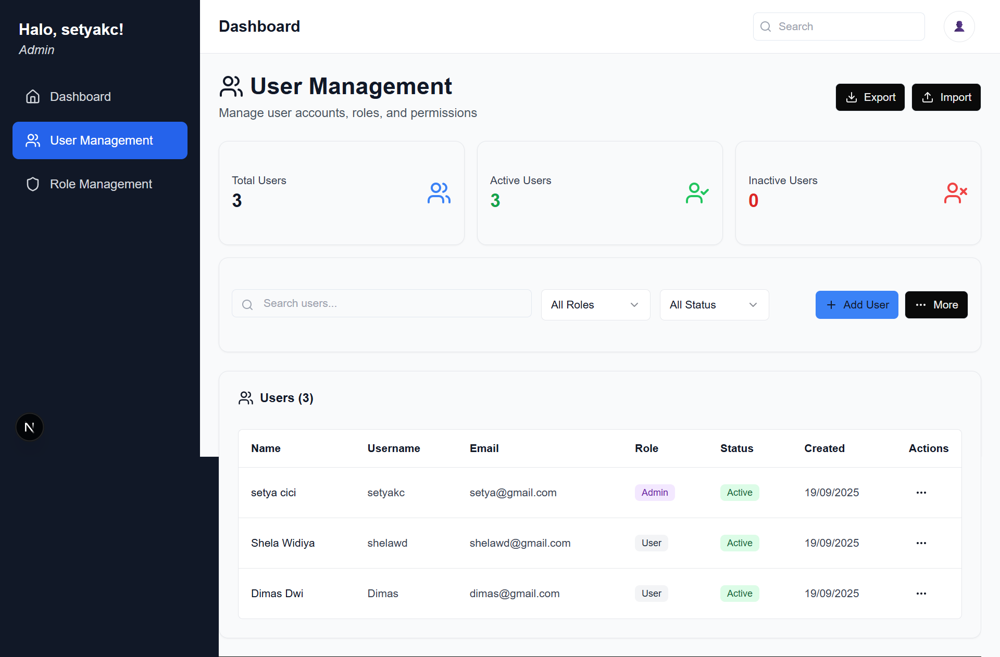 Halo, setyakc!
Admin
Dashboard
User Management
Role Management
N
Dashboard
Search
User Management
Manage user accounts, roles, and permissions
Export
Import
Total Users
3
Active Users
3
Inactive Users
0
Search users...
All Roles
All Status
Add User
More
Users (3)
Name Username Email Role Status Created Actions
setya cici setyakc setya@gmail.com Admin Active 19/09/2025
Shela Widiya shelawd shelawd@gmail.com User Active 19/09/2025
Dimas Dwi Dimas dimas@gmail.com User Active 19/09/2025